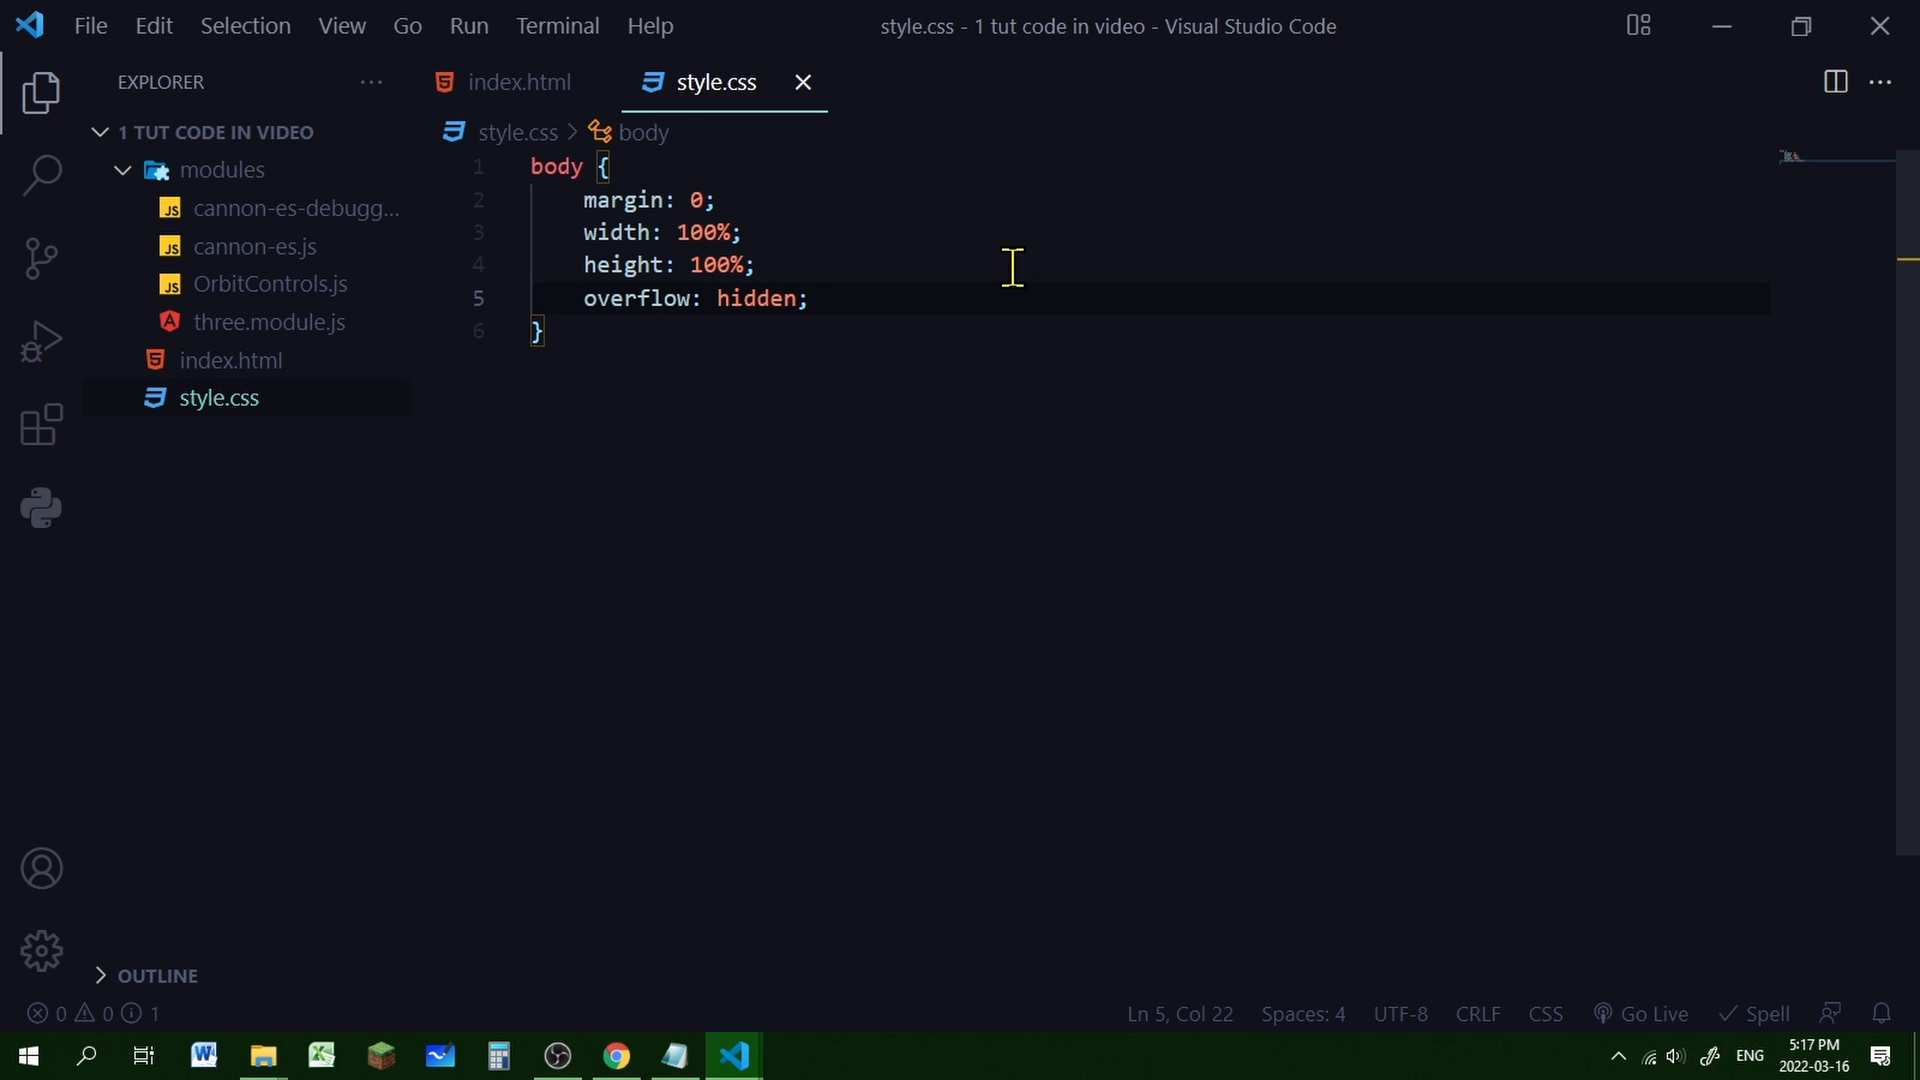 File Edit Selection View Go Run Terminal Help
style.css - 1 tut code in video - Visual Studio Code
EXPLORER
1 TUT CODE IN VIDEO
modules
JS cannon-es-debugg...
JS cannon-es.js
JS OrbitControls.js
three.module.js
index.html
style.css
OUTLINE
index.html style.css
style.css > body
1 body {
2 margin: 0;
3 width: 100%;
4 height: 100%;
5 overflow: hidden;
6 }
0 0 1
Ln 5, Col 22 Spaces: 4 UTF-8 CRLF CSS Go Live Spell
ENG
5:17 PM
2022-03-16